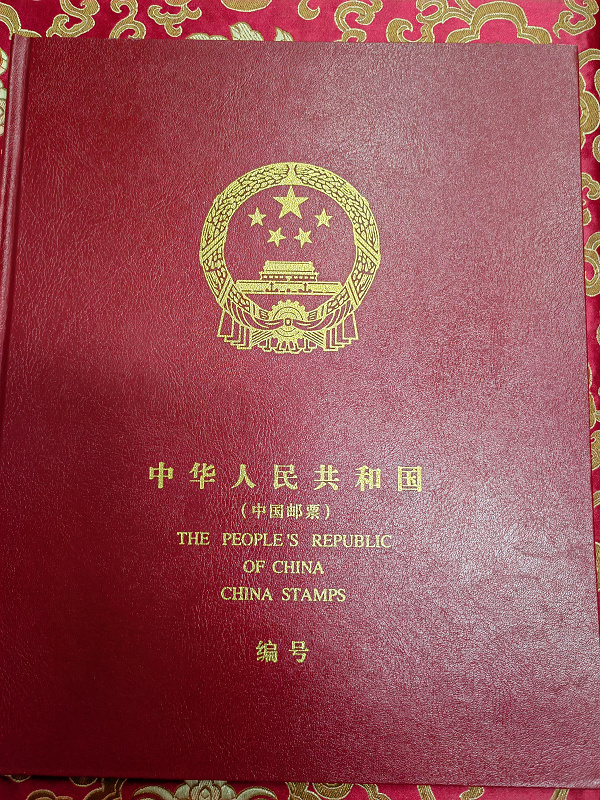 中华人民共和国
（中国邮票）
THE PEOPLE'S REPUBLIC
OF CHINA
CHINA STAMPS
编号